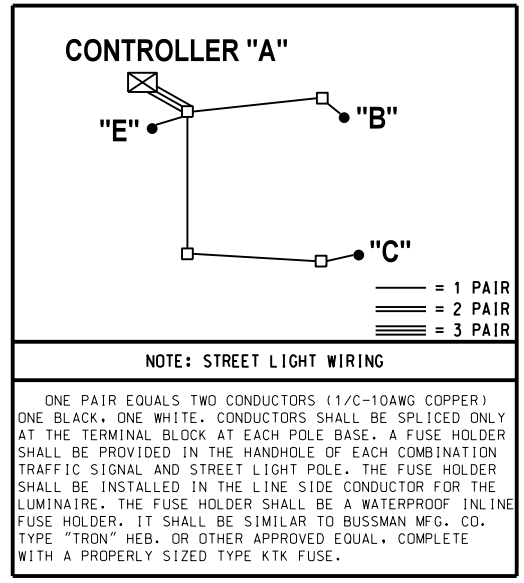 CONTROLLER "A"
"E"
"B"
"C"
= 1 PAIR
= 2 PAIR
= 3 PAIR
NOTE: STREET LIGHT WIRING
ONE PAIR EQUALS TWO CONDUCTORS (1/C-10AWG COPPER)
ONE BLACK, ONE WHITE. CONDUCTORS SHALL BE SPLICED ONLY
AT THE TERMINAL BLOCK AT EACH POLE BASE. A FUSE HOLDER
SHALL BE PROVIDED IN THE HANDHOLE OF EACH COMBINATION
TRAFFIC SIGNAL AND STREET LIGHT POLE. THE FUSE HOLDER
SHALL BE INSTALLED IN THE LINE SIDE CONDUCTOR FOR THE
LUMINAIRE. THE FUSE HOLDER SHALL BE A WATERPROOF INLINE
FUSE HOLDER. IT SHALL BE SIMILAR TO BUSSMAN MFG. CO.
TYPE "TRON" HEB. OR OTHER APPROVED EQUAL, COMPLETE
WITH A PROPERLY SIZED TYPE KTK FUSE.